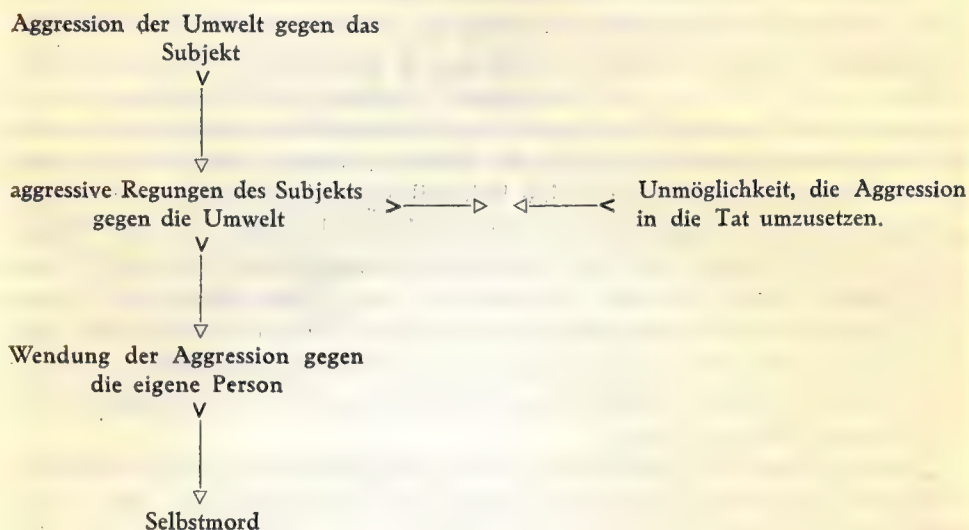 Aggression der Umwelt gegen das
Subjekt
aggressive Regungen des Subjekts
gegen die Umwelt
Unmöglichkeit, die Aggression
in die Tat umzusetzen.
Wendung der Aggression gegen
die eigene Person
Selbstmord